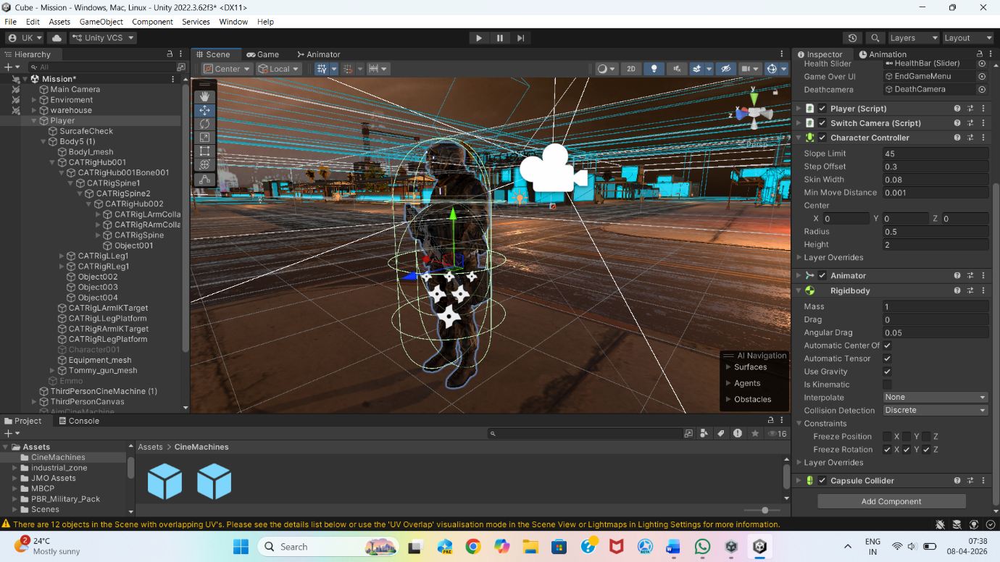 Cube - Mission - Windows, Mac, Linux - Unity 2022.3.62f3* <DX11>
File Edit Assets GameObject Component Services Window Help
UK Unity VCS Layers Layout
Hierarchy
All
Mission*
Main Camera
Enviroment
warehouse
Player
SurcafeCheck
Body5 (1)
BodyI_mesh
CATRigHub001
CATRigHub001Bone001
CATRigSpine1
CATRigSpine2
CATRigHub002
CATRigLArmColla
CATRigRArmColla
CATRigSpine
Object001
CATRigLLeg1
CATRigRLeg1
Object002
Object003
Object004
CATRigLArmIKTarget
CATRigLLegPlatform
CATRigRArmIKTarget
CATRigRLegPlatform
Character001
Equipment_mesh
Tommy_gun_mesh
Emmo
ThirdPersonCineMachine (1)
ThirdPersonCanvas
AimCineMachine
Scene Game Animator
Center Local 2D
y
x
z
Persp
AI Navigation
Surfaces
Agents
Obstacles
Inspector Animation
Health Slider HealthBar (Slider)
Game Over UI EndGameMenu
Deathcamera DeathCamera
Player (Script)
Switch Camera (Script)
Character Controller
Slope Limit 45
Step Offset 0.3
Skin Width 0.08
Min Move Distance 0.001
Center
X 0 Y 0 Z 0
Radius 0.5
Height 2
Layer Overrides
Animator
Rigidbody
Mass 1
Drag 0
Angular Drag 0.05
Automatic Center Of
Automatic Tensor
Use Gravity
Is Kinematic
Interpolate None
Collision Detection Discrete
Constraints
Freeze Position X Y Z
Freeze Rotation X Y Z
Layer Overrides
Capsule Collider
Add Component
Project Console
16
Assets
CineMachines
industrial_zone
JMO Assets
MBCP
PBR_Military_Pack
Scenes
Assets > CineMachines
There are 12 objects in the Scene with overlapping UV's. Please see the details list below or use the 'UV Overlap' visualisation mode in the Scene View or Lightmaps in Lighting Settings for more information.
2
24°C
Mostly sunny
Search
PRE
BETA
ENG
IN
07:38
08-04-2026